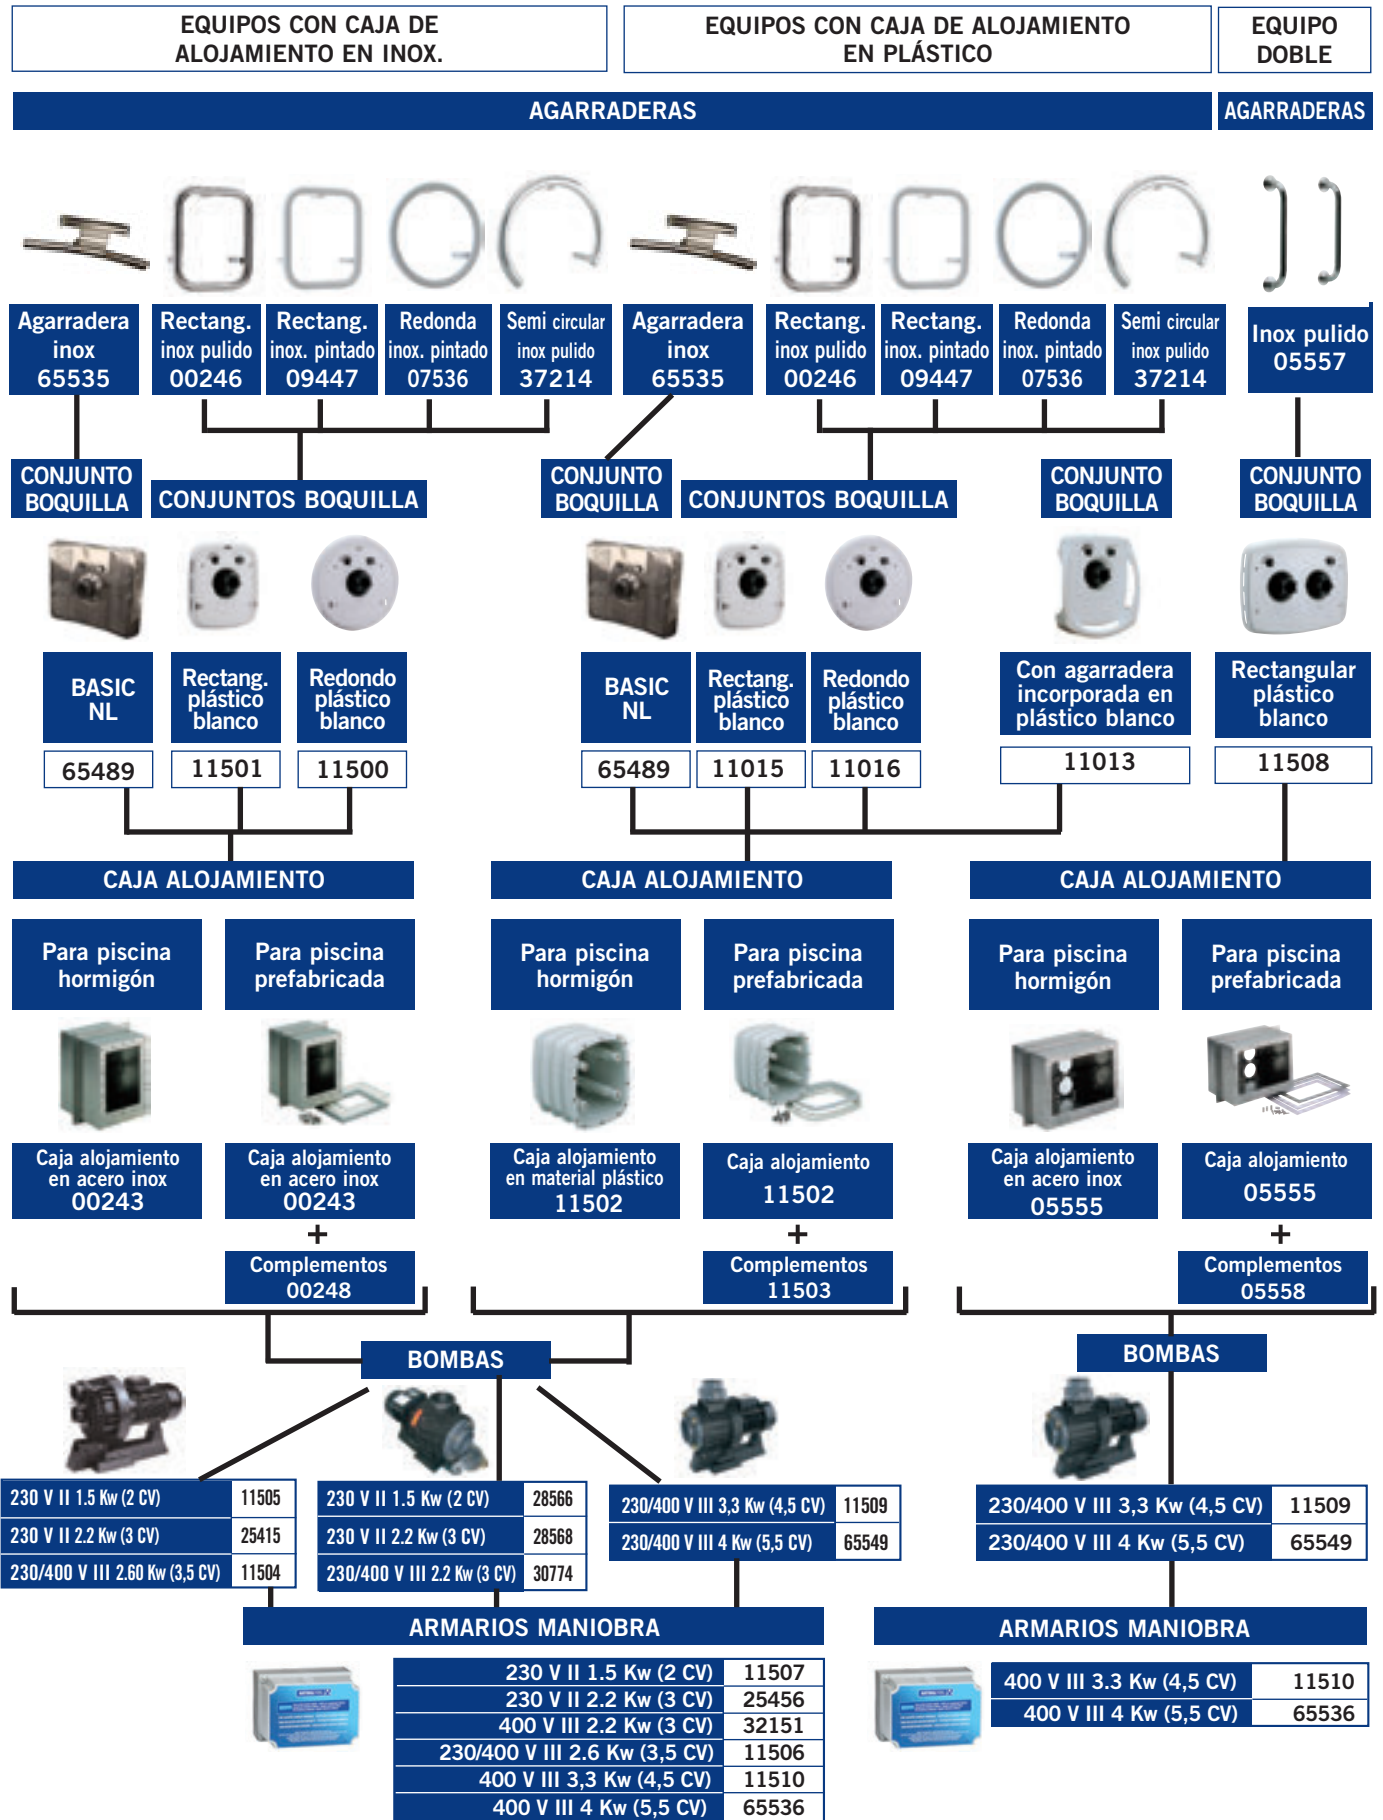 EQUIPOS CON CAJA DE
ALOJAMIENTO EN INOX.
EQUIPOS CON CAJA DE ALOJAMIENTO
EN PLÁSTICO
EQUIPO
DOBLE
AGARRADERAS
AGARRADERAS
Agarradera
inox
65535
Rectang.
inox pulido
00246
Rectang.
inox. pintado
09447
Redonda
inox. pintado
07536
Semi circular
inox pulido
37214
Agarradera
inox
65535
Rectang.
inox pulido
00246
Rectang.
inox. pintado
09447
Redonda
inox. pintado
07536
Semi circular
inox pulido
37214
Inox pulido
05557
CONJUNTO
BOQUILLA
CONJUNTOS BOQUILLA
CONJUNTO
BOQUILLA
CONJUNTOS BOQUILLA
CONJUNTO
BOQUILLA
CONJUNTO
BOQUILLA
BASIC
NL
65489
Rectang.
plástico
blanco
11501
Redondo
plástico
blanco
11500
BASIC
NL
65489
Rectang.
plástico
blanco
11015
Redondo
plástico
blanco
11016
Con agarradera
incorporada en
plástico blanco
11013
Rectangular
plástico
blanco
11508
CAJA ALOJAMIENTO
CAJA ALOJAMIENTO
CAJA ALOJAMIENTO
Para piscina
hormigón
Para piscina
prefabricada
Para piscina
hormigón
Para piscina
prefabricada
Para piscina
hormigón
Para piscina
prefabricada
Caja alojamiento
en acero inox
00243
Caja alojamiento
en acero inox
00243
+
Complementos
00248
Caja alojamiento
en material plástico
11502
Caja alojamiento
11502
+
Complementos
11503
Caja alojamiento
en acero inox
05555
Caja alojamiento
05555
+
Complementos
05558
BOMBAS
BOMBAS
230 V II 1.5 Kw (2 CV) 11505
230 V II 2.2 Kw (3 CV) 25415
230/400 V III 2.60 Kw (3,5 CV) 11504
230 V II 1.5 Kw (2 CV) 28566
230 V II 2.2 Kw (3 CV) 28568
230/400 V III 2.2 Kw (3 CV) 30774
230/400 V III 3,3 Kw (4,5 CV) 11509
230/400 V III 4 Kw (5,5 CV) 65549
230/400 V III 3,3 Kw (4,5 CV) 11509
230/400 V III 4 Kw (5,5 CV) 65549
ARMARIOS MANIOBRA
230 V II 1.5 Kw (2 CV) 11507
230 V II 2.2 Kw (3 CV) 25456
400 V III 2.2 Kw (3 CV) 32151
230/400 V III 2.6 Kw (3,5 CV) 11506
400 V III 3,3 Kw (4,5 CV) 11510
400 V III 4 Kw (5,5 CV) 65536
ARMARIOS MANIOBRA
400 V III 3.3 Kw (4,5 CV) 11510
400 V III 4 Kw (5,5 CV) 65536